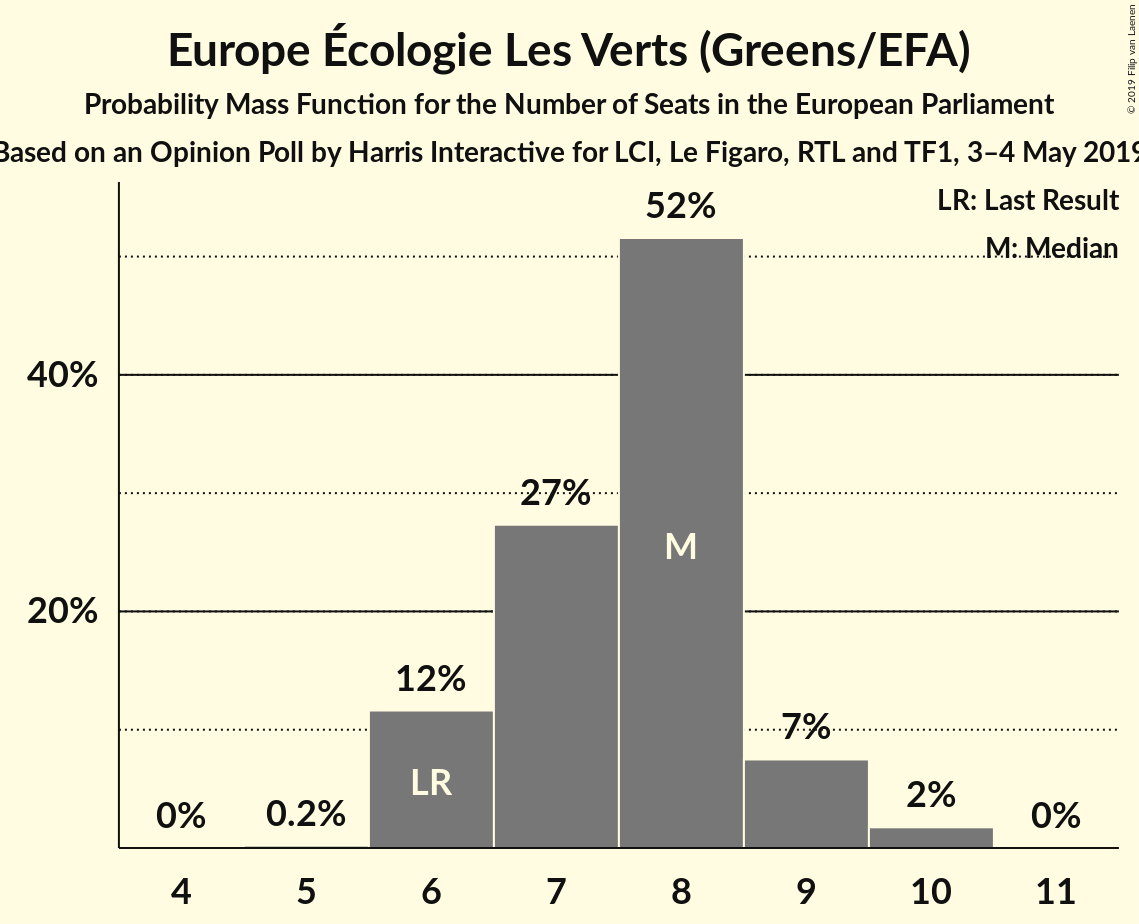 Europe Écologie Les Verts (Greens/EFA)
Probability Mass Function for the Number of Seats in the European Parliament
Based on an Opinion Poll by Harris Interactive for LCI, Le Figaro, RTL and TF1, 3–4 May 2019
© 2019 Filip van Laenen
LR: Last Result
M: Median
52%
40%
27%
M
20%
12%
7%
LR
2%
0%
0.2%
0%
4 5 6 7 8 9 10 11